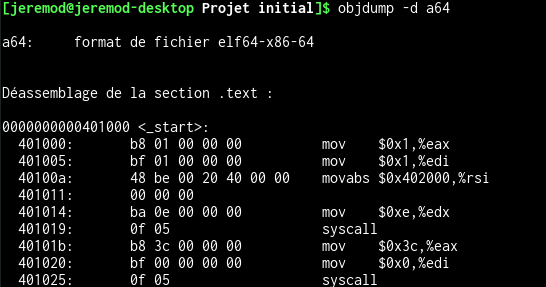 [jeremod@jeremod-desktop Projet initial]$ objdump -d a64
a64:     format de fichier elf64-x86-64
Déassemblage de la section .text :
0000000000401000 <_start>:
  401000:	b8 01 00 00 00       	mov    $0x1,%eax
  401005:	bf 01 00 00 00       	mov    $0x1,%edi
  40100a:	48 be 00 20 40 00 00 	movabs $0x402000,%rsi
  401011:	00 00 00
  401014:	ba 0e 00 00 00       	mov    $0xe,%edx
  401019:	0f 05                	syscall
  40101b:	b8 3c 00 00 00       	mov    $0x3c,%eax
  401020:	bf 00 00 00 00       	mov    $0x0,%edi
  401025:	0f 05                	syscall